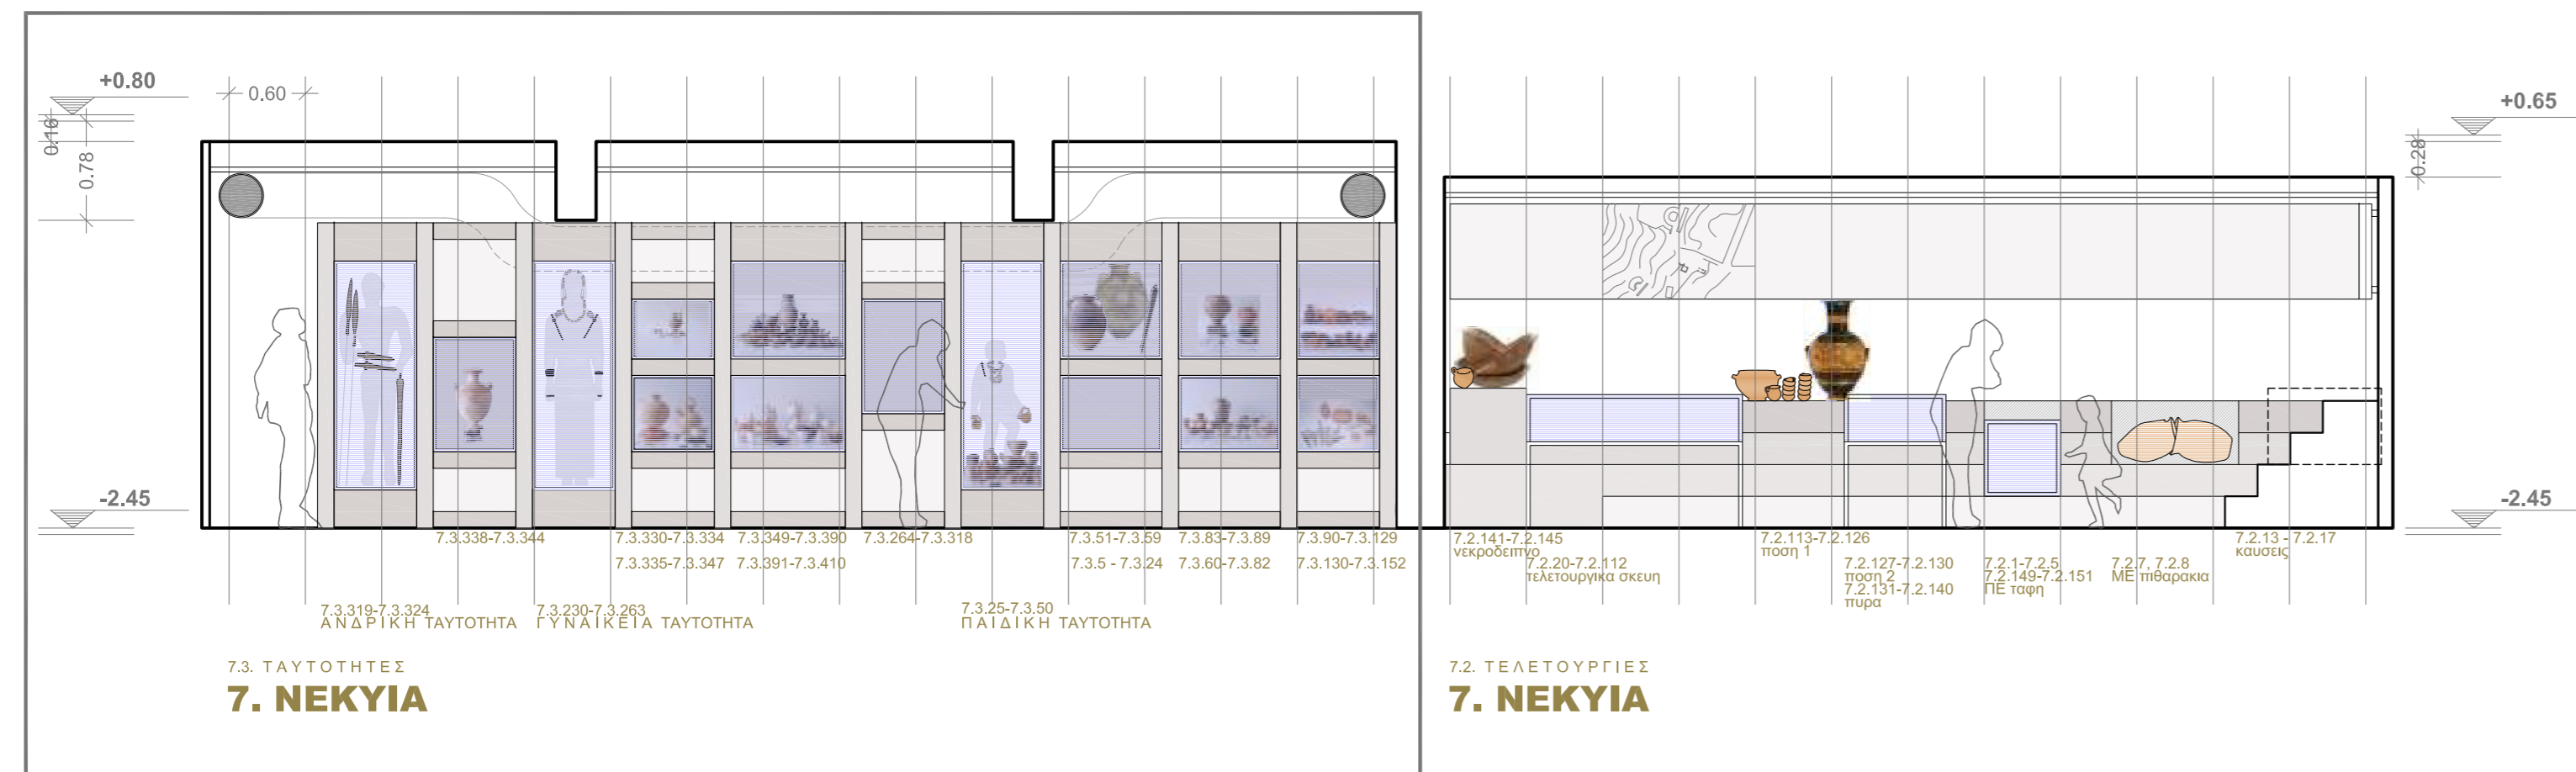 +0.80
0.60
0.16
0.78
-2.45
7.3.338-7.3.344
7.3.330-7.3.334
7.3.349-7.3.390
7.3.264-7.3.318
7.3.51-7.3.59
7.3.83-7.3.89
7.3.90-7.3.129
7.3.335-7.3.347
7.3.391-7.3.410
7.3.5 - 7.3.24
7.3.60-7.3.82
7.3.130-7.3.152
7.3.319-7.3.324
ΑΝΔΡΙΚΗ ΤΑΥΤΟΤΗΤΑ
7.3.230-7.3.263
ΓΥΝΑΙΚΕΙΑ ΤΑΥΤΟΤΗΤΑ
7.3.25-7.3.50
ΠΑΙΔΙΚΗ ΤΑΥΤΟΤΗΤΑ
7.3. ΤΑΥΤΟΤΗΤΕΣ
7. ΝΕΚΥΙΑ
+0.65
0.28
-2.45
7.2.141-7.2.145
νεκροδειπνο
7.2.20-7.2.112
τελετουργικα σκευη
7.2.113-7.2.126
ποση 1
7.2.127-7.2.130
ποση 2
7.2.131-7.2.140
πυρα
7.2.1-7.2.5
7.2.149-7.2.151
ΠΕ ταφη
7.2.7, 7.2.8
ΜΕ πιθαρακια
7.2.13 - 7.2.17
καυσεις
7.2. ΤΕΛΕΤΟΥΡΓΙΕΣ
7. ΝΕΚΥΙΑ